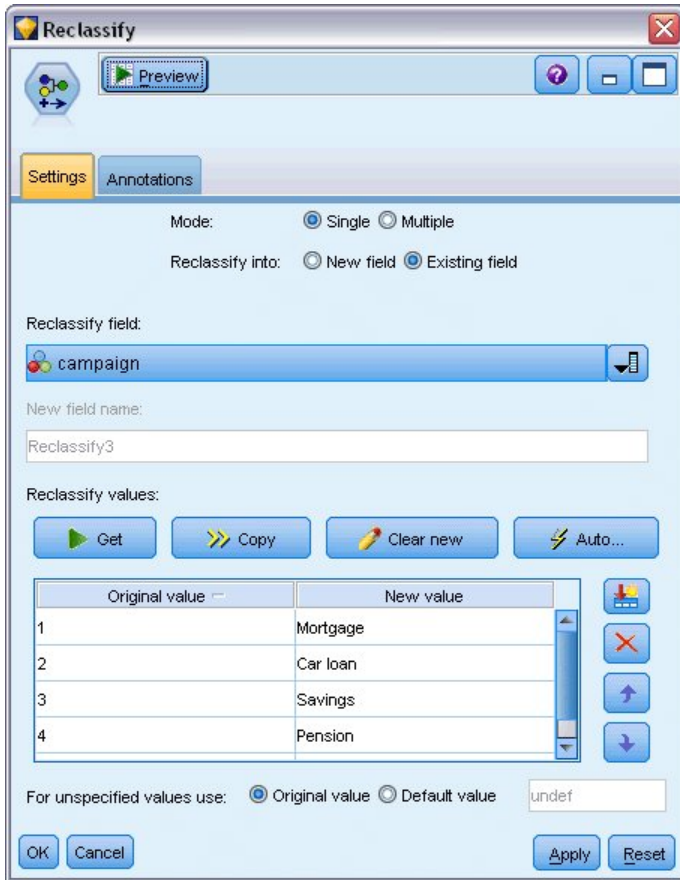 Reclassify
Preview
Settings Annotations
Mode: Single Multiple
Reclassify into: New field Existing field
Reclassify field:
campaign
New field name:
Reclassify3
Reclassify values:
Get Copy Clear new Auto...
Original value New value
1 Mortgage
2 Car loan
3 Savings
4 Pension
For unspecified values use: Original value Default value undef
OK Cancel Apply Reset